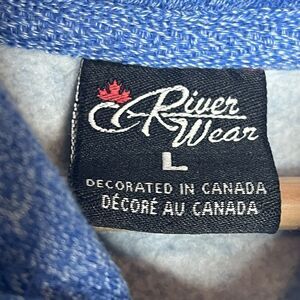 River
Wear
L
DECORATED IN CANADA
DÉCORÉ AU CANADA